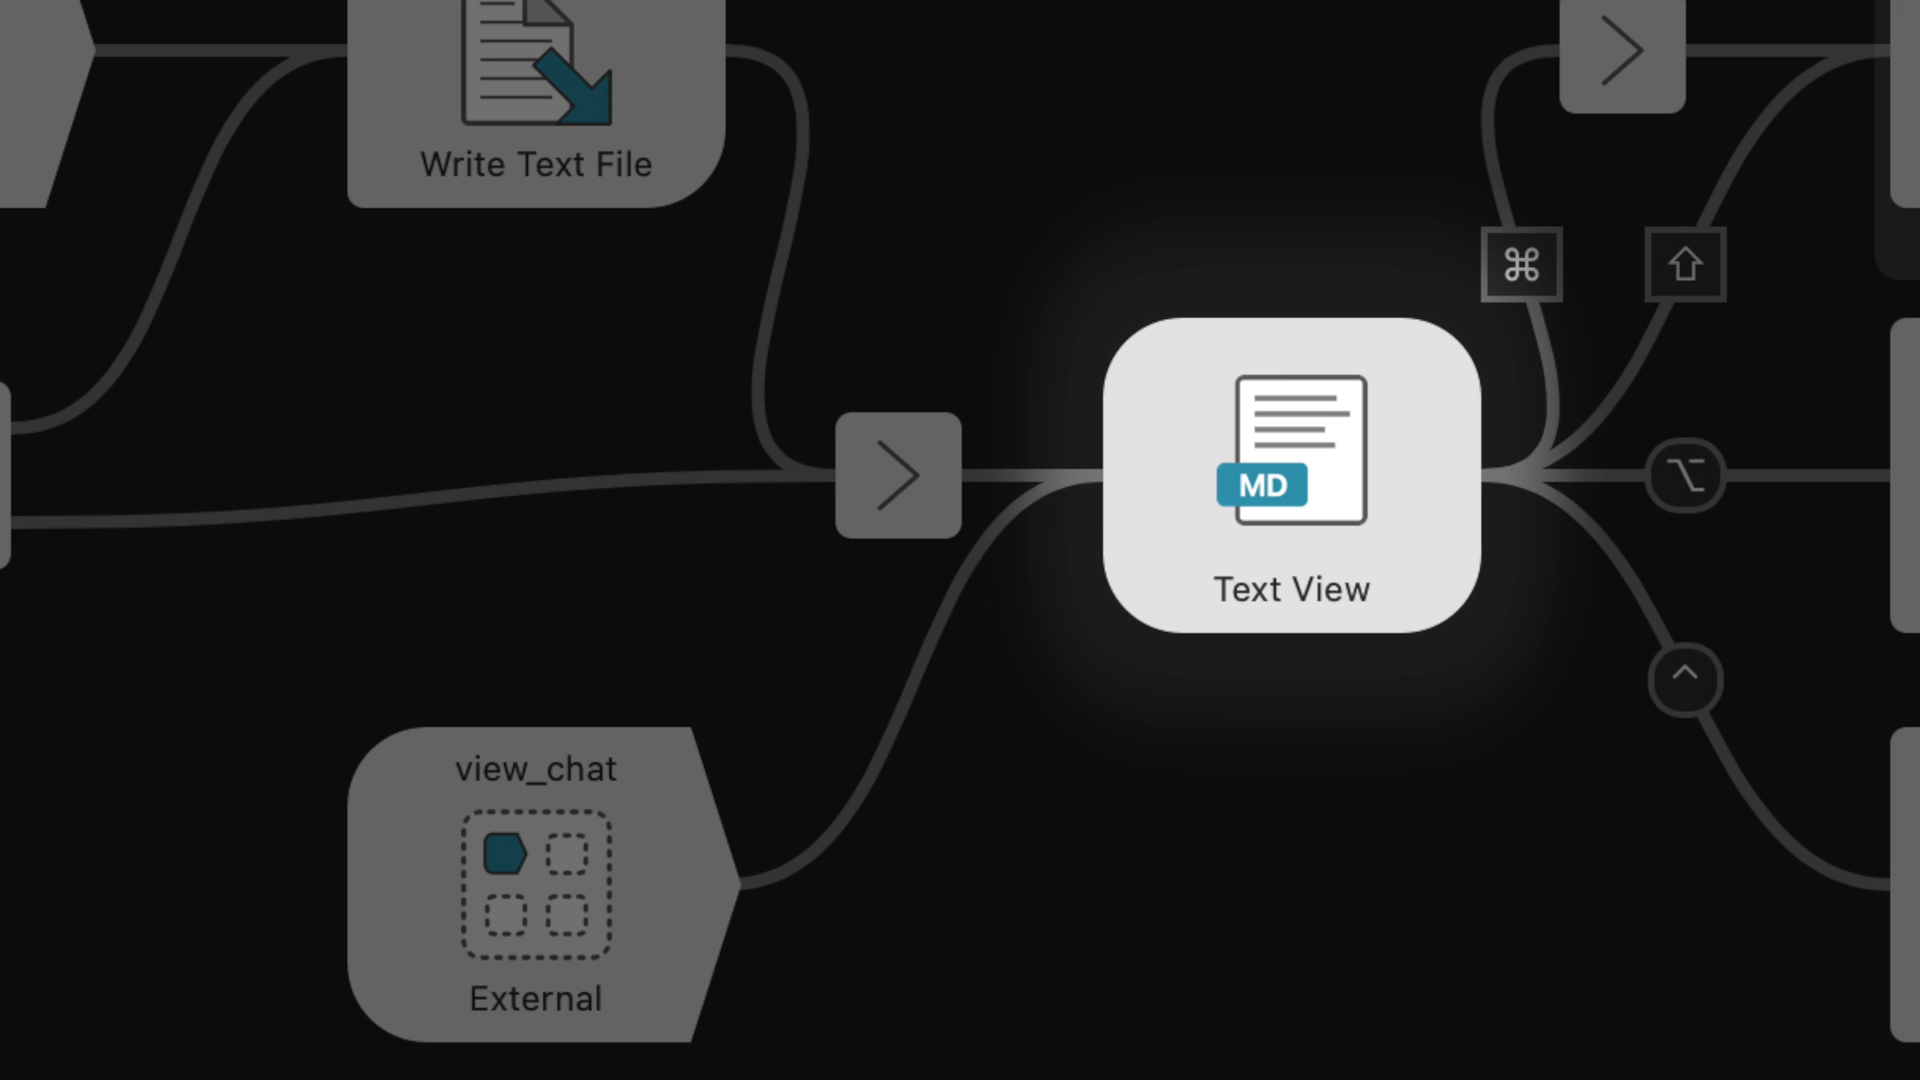 Write Text File
⌘
⇧
MD
Text View
⌥
^
view_chat
External